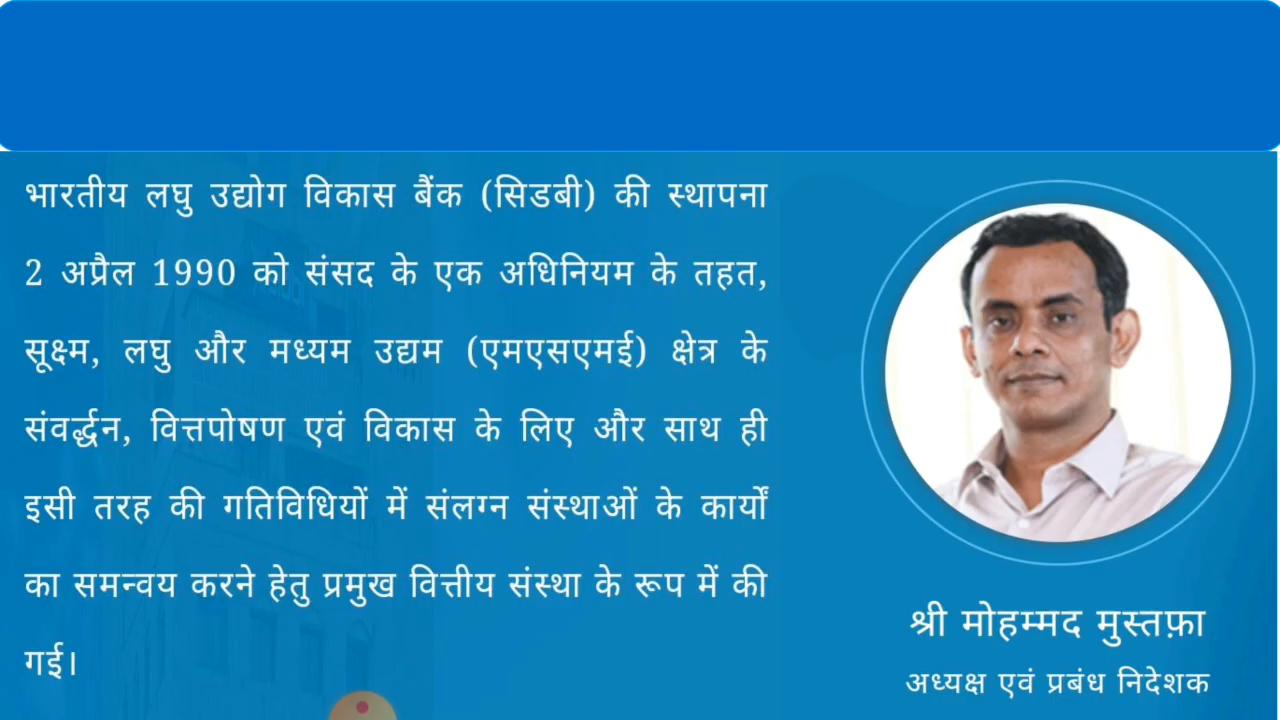 भारतीय लघु उद्योग विकास बैंक (सिडबी) की स्थापना
2 अप्रैल 1990 को संसद के एक अधिनियम के तहत,
सूक्ष्म, लघु और मध्यम उद्यम (एमएसएमई) क्षेत्र के
संवर्द्धन, वित्तपोषण एवं विकास के लिए और साथ ही
इसी तरह की गतिविधियों में संलग्न संस्थाओं के कार्यों
का समन्वय करने हेतु प्रमुख वित्तीय संस्था के रूप में की
गई।
श्री मोहम्मद मुस्तफ़ा
अध्यक्ष एवं प्रबंध निदेशक